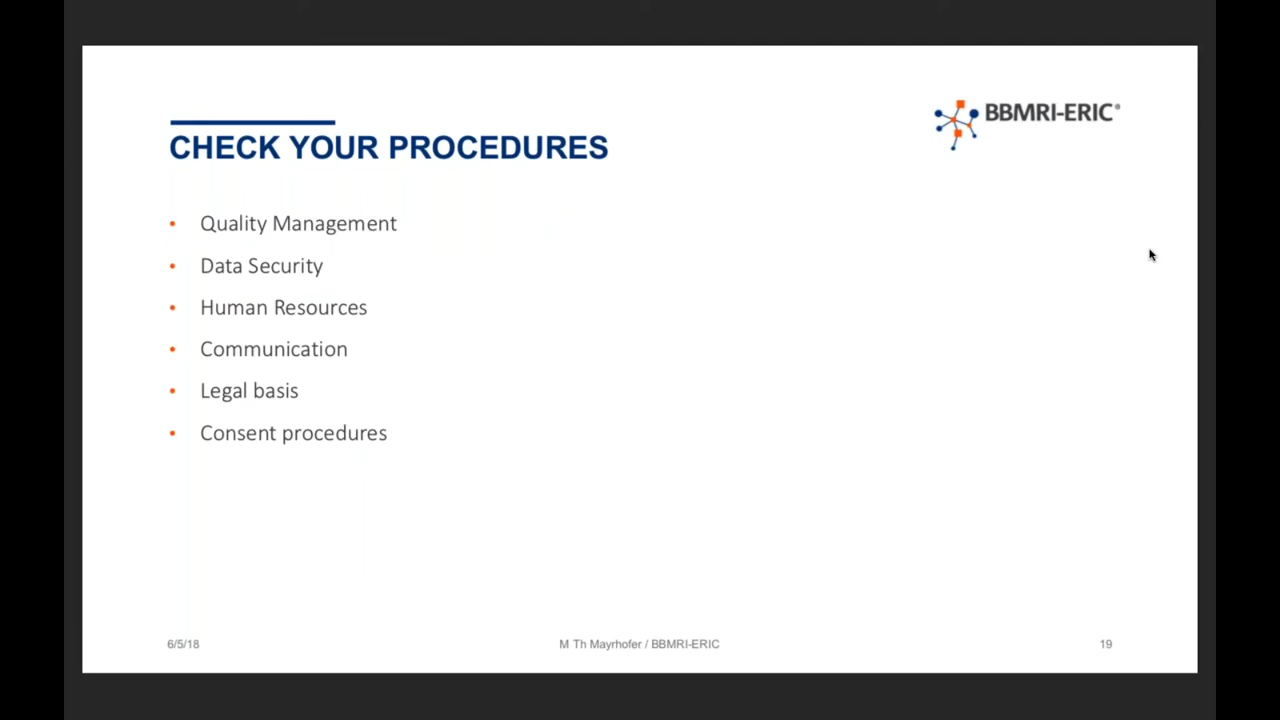 BBMRI-ERIC®
CHECK YOUR PROCEDURES
• Quality Management
• Data Security
• Human Resources
• Communication
• Legal basis
• Consent procedures
6/5/18
M Th Mayrhofer / BBMRI-ERIC
19